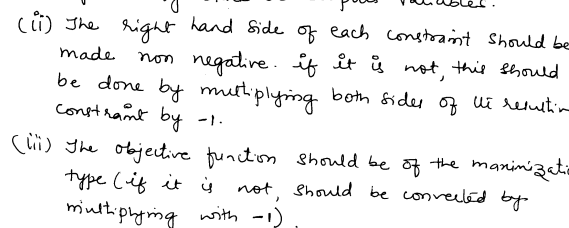 (ii) The right hand side of each constraint should be
made non negative. if it is not, this should
be done by multiplying both sides of the resultin
constraint by -1.
(iii) The objective function should be of the maximizati
type (if it is not, should be converted by
multiplying with -1).